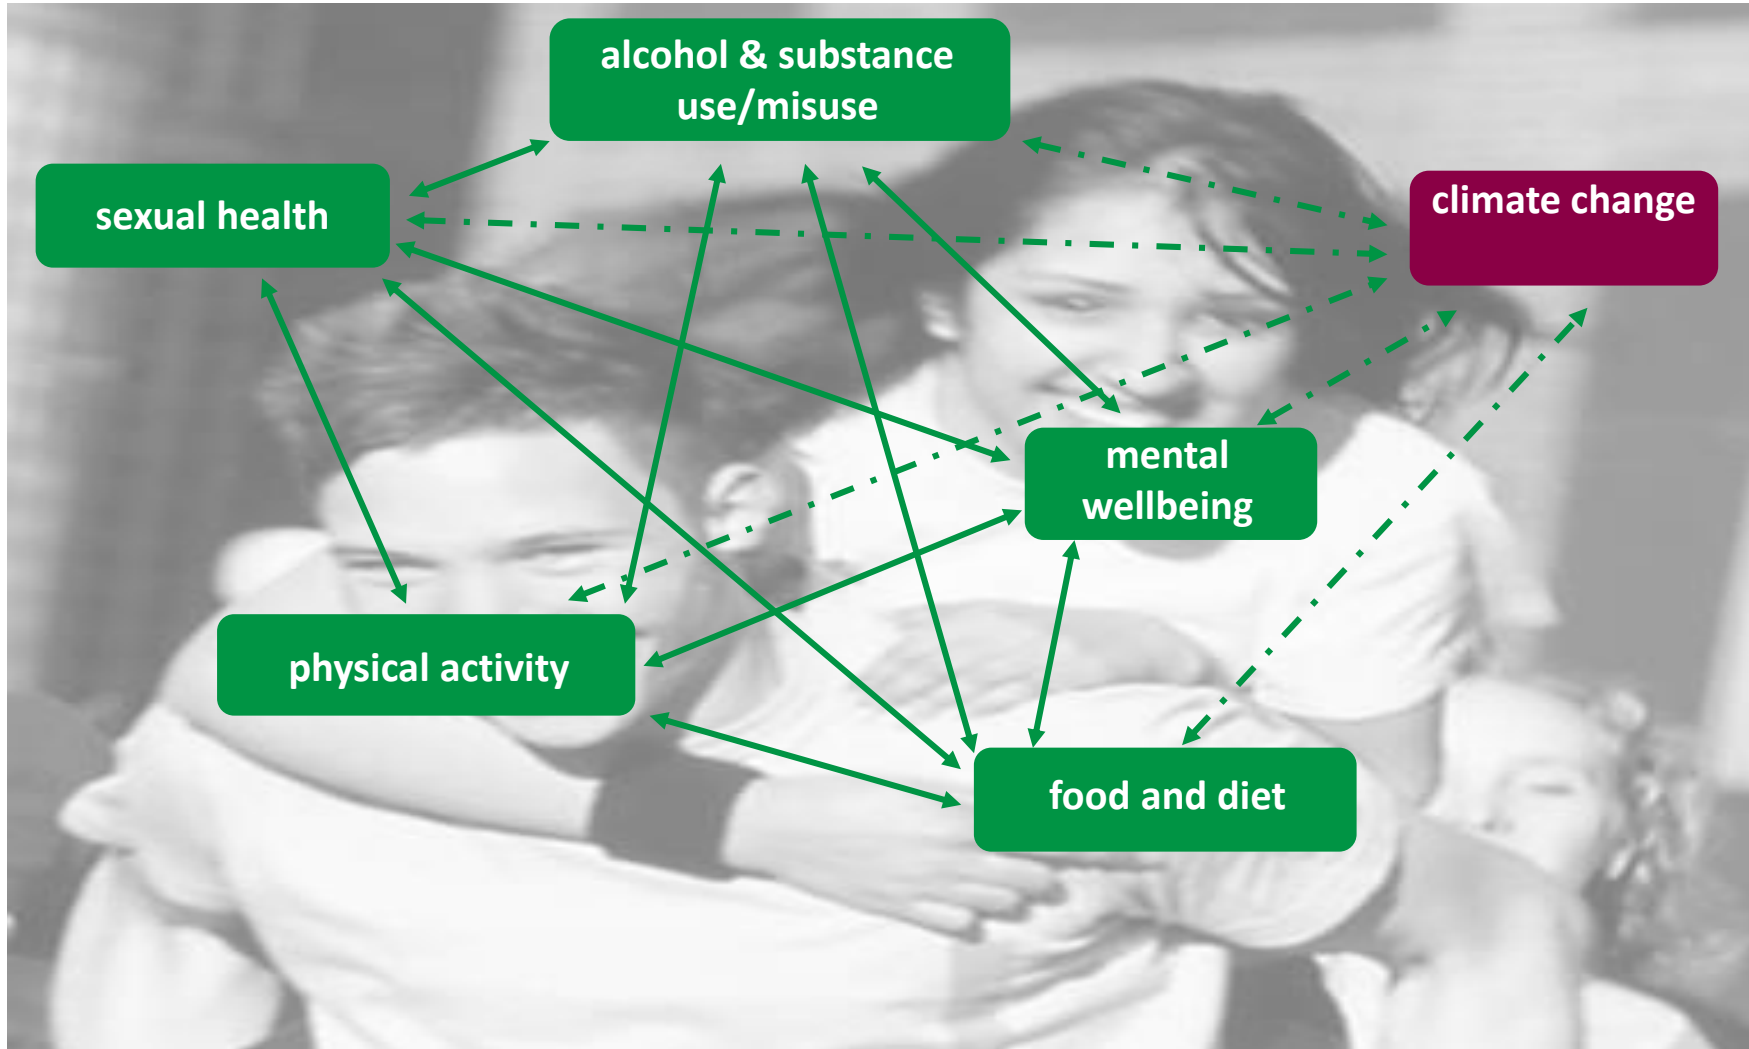 alcohol & substance
use/misuse
sexual health
climate change
mental
wellbeing
physical activity
food and diet